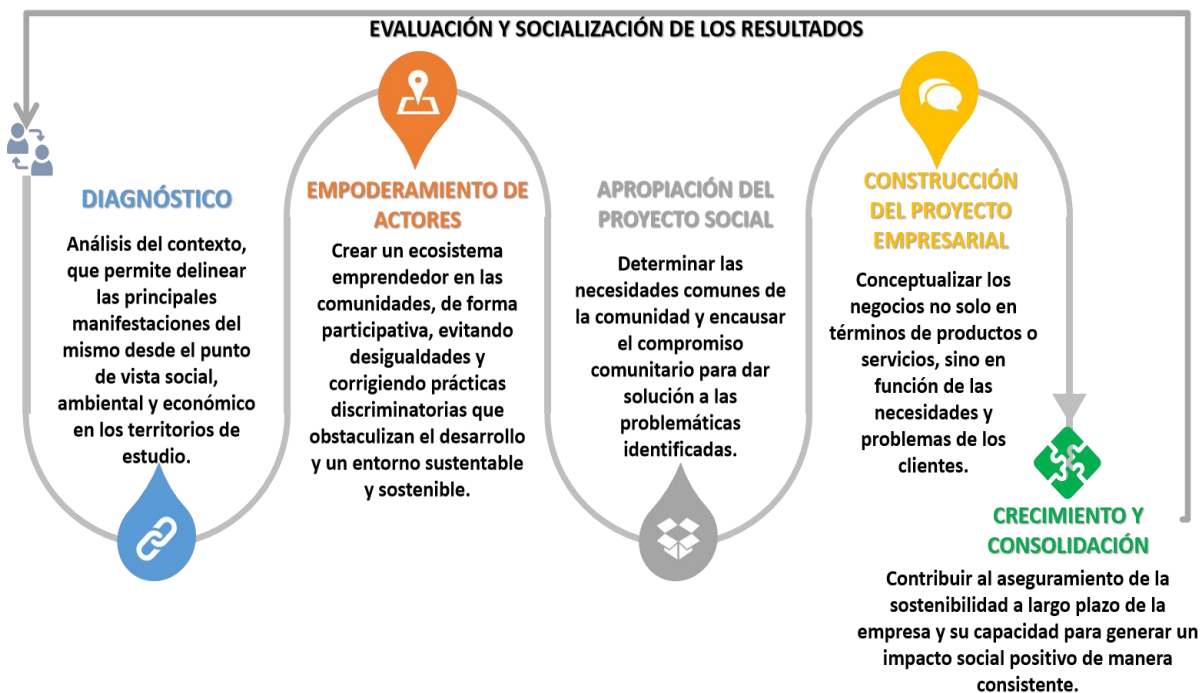 EVALUACIÓN Y SOCIALIZACIÓN DE LOS RESULTADOS
DIAGNÓSTICO
Análisis del contexto,
que permite delinear
las principales
manifestaciones del
mismo desde el punto
de vista social,
ambiental y económico
en los territorios de
estudio.
EMPODERAMIENTO DE
ACTORES
Crear un ecosistema
emprendedor en las
comunidades, de forma
participativa, evitando
desigualdades y
corrigiendo prácticas
discriminatorias que
obstaculizan el desarrollo
y un entorno sustentable
y sostenible.
APROPIACIÓN DEL
PROYECTO SOCIAL
Determinar las
necesidades comunes de
la comunidad y encausar
el compromiso
comunitario para dar
solución a las
problemáticas
identificadas.
CONSTRUCCIÓN
DEL PROYECTO
EMPRESARIAL
Conceptualizar los
negocios no solo en
términos de productos o
servicios, sino en
función de las
necesidades y
problemas de los
clientes.
CRECIMIENTO Y
CONSOLIDACIÓN
Contribuir al aseguramiento de la
sostenibilidad a largo plazo de la
empresa y su capacidad para generar un
impacto social positivo de manera
consistente.